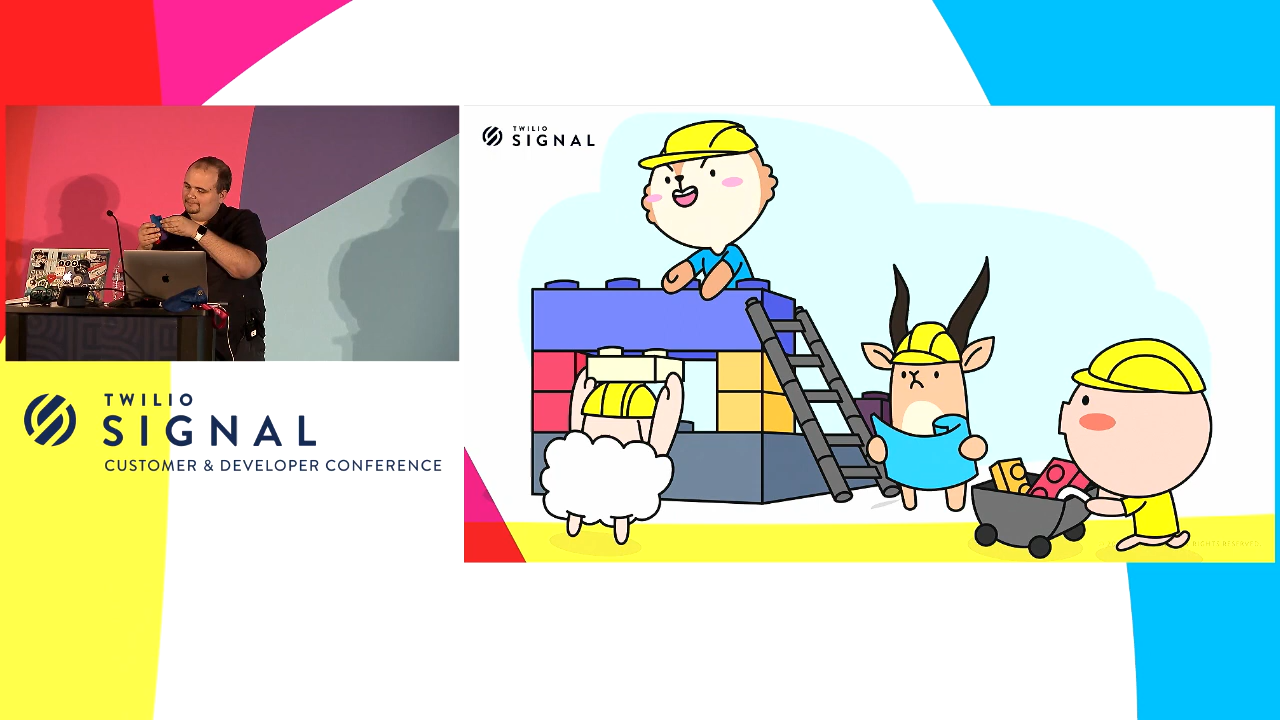 TWILIO
SIGNAL
TWILIO
SIGNAL
CUSTOMER & DEVELOPER CONFERENCE